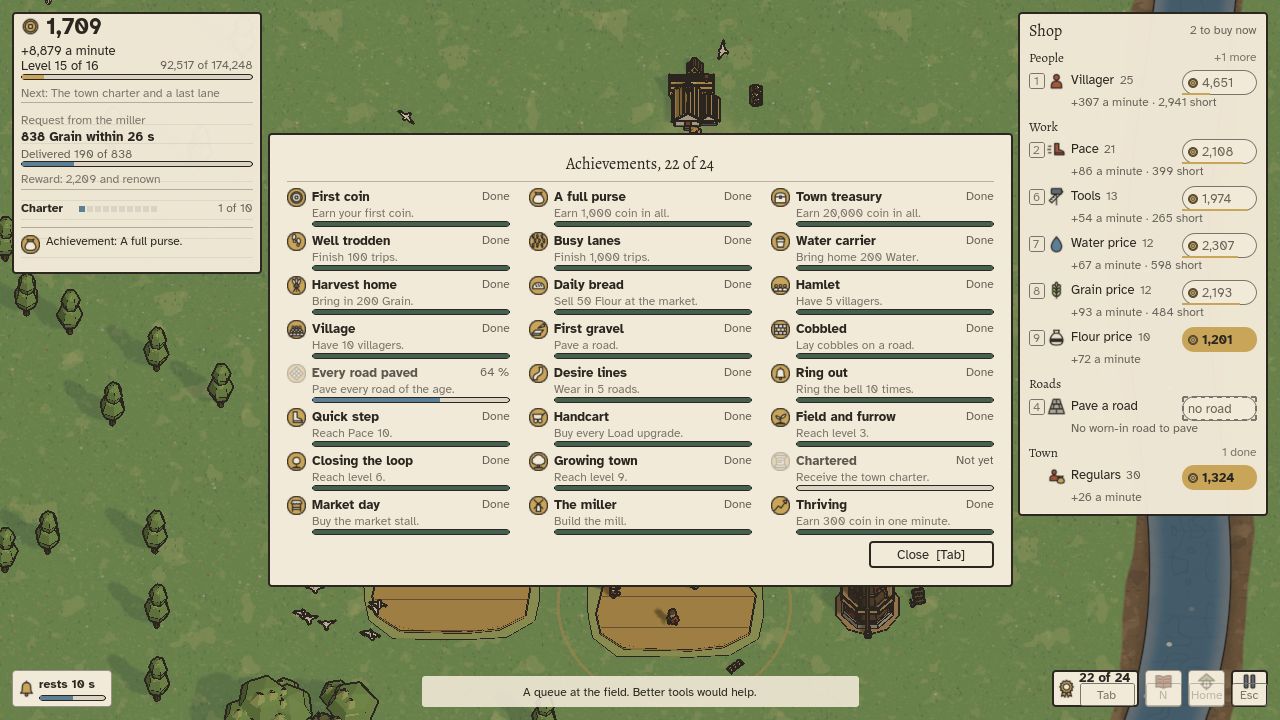 1,709
+8,879 a minute
Level 15 of 16 92,517 of 174,248
Next: The town charter and a last lane
Request from the miller
838 Grain within 26 s
Delivered 190 of 838
Reward: 2,209 and renown
Charter 1 of 10
Achievement: A full purse.
Achievements, 22 of 24
First coin Done
Earn your first coin.
A full purse Done
Earn 1,000 coin in all.
Town treasury Done
Earn 20,000 coin in all.
Well trodden Done
Finish 100 trips.
Busy lanes Done
Finish 1,000 trips.
Water carrier Done
Bring home 200 Water.
Harvest home Done
Bring in 200 Grain.
Daily bread Done
Sell 50 Flour at the market.
Hamlet Done
Have 5 villagers.
Village Done
Have 10 villagers.
First gravel Done
Pave a road.
Cobbled Done
Lay cobbles on a road.
Every road paved 64 %
Pave every road of the age.
Desire lines Done
Wear in 5 roads.
Ring out Done
Ring the bell 10 times.
Quick step Done
Reach Pace 10.
Handcart Done
Buy every Load upgrade.
Field and furrow Done
Reach level 3.
Closing the loop Done
Reach level 6.
Growing town Done
Reach level 9.
Chartered Not yet
Receive the town charter.
Market day Done
Buy the market stall.
The miller Done
Build the mill.
Thriving Done
Earn 300 coin in one minute.
Close [Tab]
Shop 2 to buy now
People +1 more
1 Villager 25 4,651
+307 a minute · 2,941 short
Work
2 Pace 21 2,108
+86 a minute · 399 short
6 Tools 13 1,974
+54 a minute · 265 short
7 Water price 12 2,307
+67 a minute · 598 short
8 Grain price 12 2,193
+93 a minute · 484 short
9 Flour price 10 1,201
+72 a minute
Roads
4 Pave a road no road
No worn-in road to pave
Town 1 done
Regulars 30 1,324
+26 a minute
rests 10 s
A queue at the field. Better tools would help.
22 of 24
Tab N Home Esc